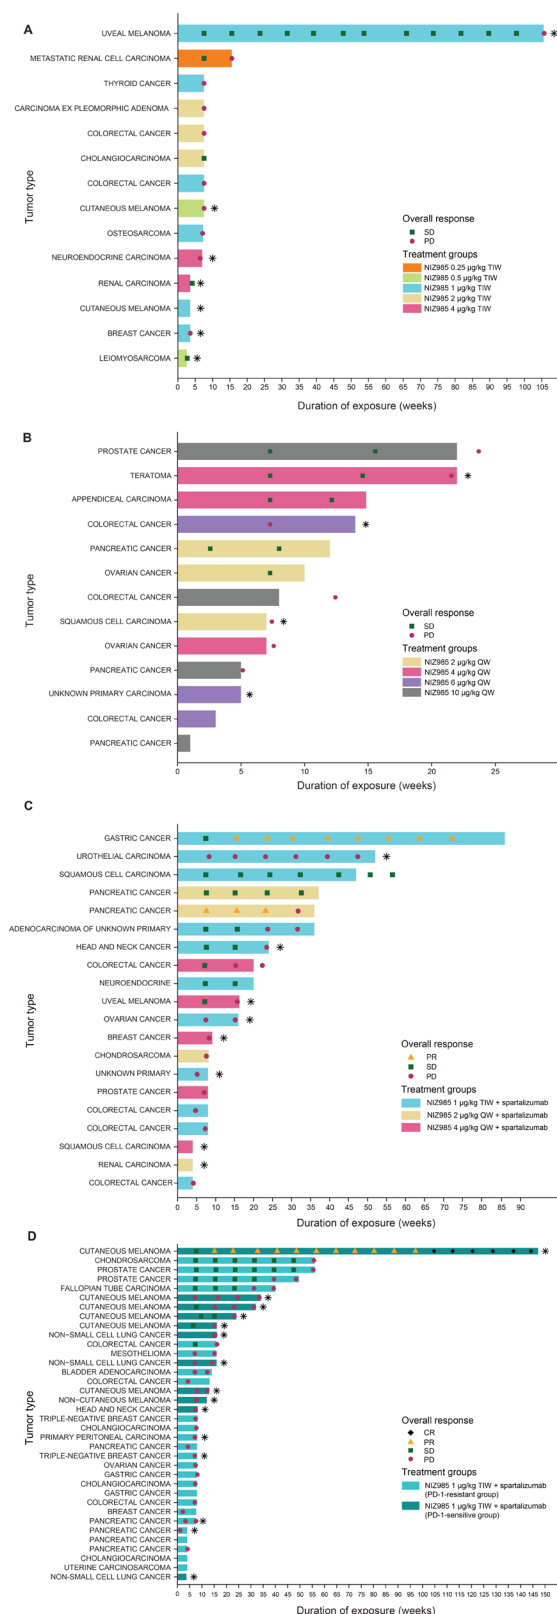 A
UVEAL MELANOMA
METASTATIC RENAL CELL CARCINOMA
THYROID CANCER
CARCINOMA EX PLEOMORPHIC ADENOMA
COLORECTAL CANCER
CHOLANGIOCARCINOMA
COLORECTAL CANCER
CUTANEOUS MELANOMA
OSTEOSARCOMA
NEUROENDOCRINE CARCINOMA
RENAL CARCINOMA
CUTANEOUS MELANOMA
BREAST CANCER
LEIOMYOSARCOMA
Tumor type
Overall response
SD
PD
Treatment groups
NIZ985 0.25 µg/kg TIW
NIZ985 0.5 µg/kg TIW
NIZ985 1 µg/kg TIW
NIZ985 2 µg/kg TIW
NIZ985 4 µg/kg TIW
0 5 10 15 20 25 30 35 40 45 50 55 60 65 70 75 80 85 90 95 100 105
Duration of exposure (weeks)
B
PROSTATE CANCER
TERATOMA
APPENDICEAL CARCINOMA
COLORECTAL CANCER
PANCREATIC CANCER
OVARIAN CANCER
COLORECTAL CANCER
SQUAMOUS CELL CARCINOMA
OVARIAN CANCER
PANCREATIC CANCER
UNKNOWN PRIMARY CARCINOMA
COLORECTAL CANCER
PANCREATIC CANCER
Tumor type
Overall response
SD
PD
Treatment groups
NIZ985 2 µg/kg QW
NIZ985 4 µg/kg QW
NIZ985 6 µg/kg QW
NIZ985 10 µg/kg QW
0 5 10 15 20 25
Duration of exposure (weeks)
C
GASTRIC CANCER
UROTHELIAL CARCINOMA
SQUAMOUS CELL CARCINOMA
PANCREATIC CANCER
PANCREATIC CANCER
ADENOCARCINOMA OF UNKNOWN PRIMARY
HEAD AND NECK CANCER
COLORECTAL CANCER
NEUROENDOCRINE
UVEAL MELANOMA
OVARIAN CANCER
BREAST CANCER
CHONDROSARCOMA
UNKNOWN PRIMARY
PROSTATE CANCER
COLORECTAL CANCER
COLORECTAL CANCER
SQUAMOUS CELL CARCINOMA
RENAL CARCINOMA
COLORECTAL CANCER
Tumor type
Overall response
PR
SD
PD
Treatment groups
NIZ985 1 µg/kg TIW + spartalizumab
NIZ985 2 µg/kg QW + spartalizumab
NIZ985 4 µg/kg QW + spartalizumab
0 5 10 15 20 25 30 35 40 45 50 55 60 65 70 75 80 85 90
Duration of exposure (weeks)
D
CUTANEOUS MELANOMA
CHONDROSARCOMA
PROSTATE CANCER
PROSTATE CANCER
FALLOPIAN TUBE CARCINOMA
CUTANEOUS MELANOMA
CUTANEOUS MELANOMA
CUTANEOUS MELANOMA
CUTANEOUS MELANOMA
NON-SMALL CELL LUNG CANCER
COLORECTAL CANCER
MESOTHELIOMA
NON-SMALL CELL LUNG CANCER
BLADDER ADENOCARCINOMA
COLORECTAL CANCER
CUTANEOUS MELANOMA
NON-CUTANEOUS MELANOMA
HEAD AND NECK CANCER
TRIPLE-NEGATIVE BREAST CANCER
CHOLANGIOCARCINOMA
PRIMARY PERITONEAL CARCINOMA
PANCREATIC CANCER
TRIPLE-NEGATIVE BREAST CANCER
OVARIAN CANCER
GASTRIC CANCER
CHOLANGIOCARCINOMA
GASTRIC CANCER
COLORECTAL CANCER
BREAST CANCER
PANCREATIC CANCER
PANCREATIC CANCER
PANCREATIC CANCER
PANCREATIC CANCER
CHOLANGIOCARCINOMA
UTERINE CARCINOSARCOMA
NON-SMALL CELL LUNG CANCER
Tumor type
Overall response
CR
PR
SD
PD
Treatment groups
NIZ985 1 µg/kg TIW + spartalizumab
(PD-1-resistant group)
NIZ985 1 µg/kg TIW + spartalizumab
(PD-1-sensitive group)
0 5 10 15 20 25 30 35 40 45 50 55 60 65 70 75 80 85 90 95 100 105 110 115 120 125 130 135 140 145 150
Duration of exposure (weeks)